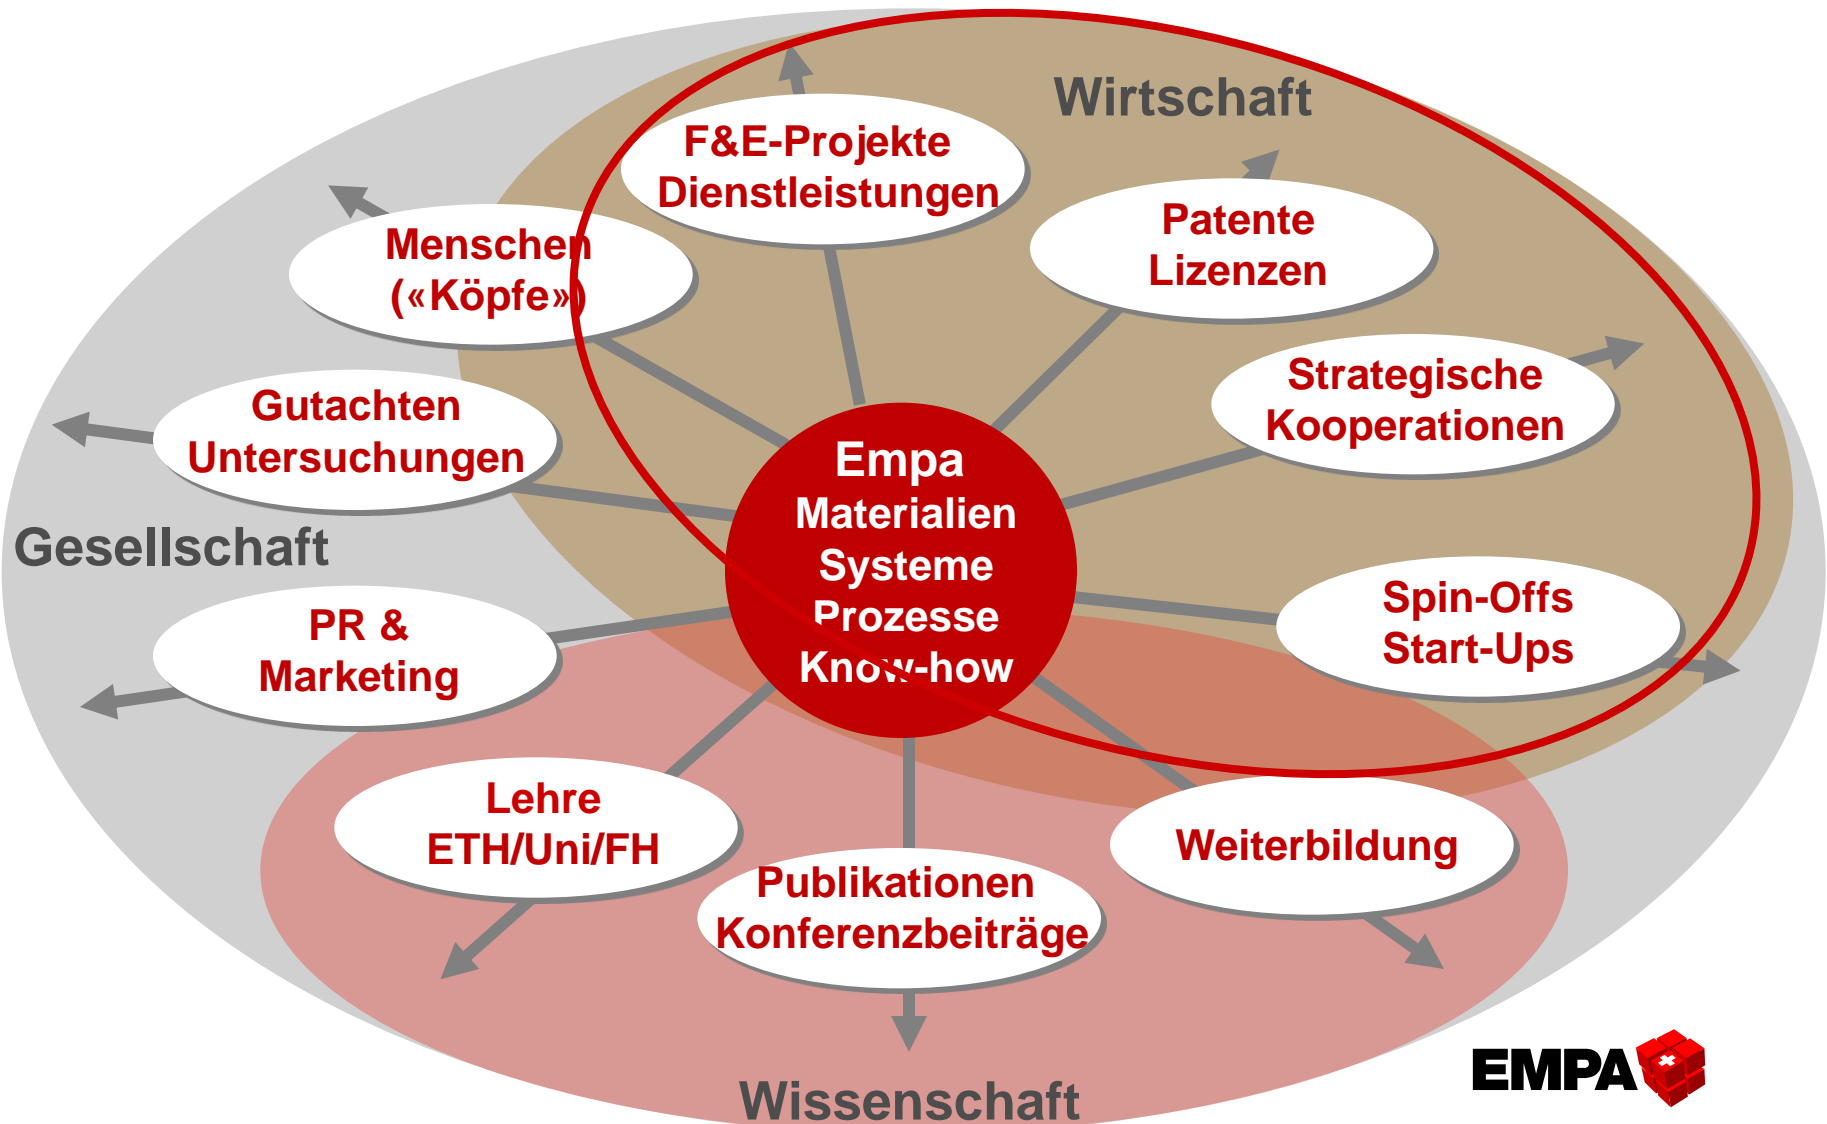 Wirtschaft
F&E-Projekte
Dienstleistungen
Patente
Lizenzen
Menschen
(«Köpfe»)
Strategische
Kooperationen
Gutachten
Untersuchungen
Empa
Materialien
Systeme
Prozesse
Know-how
Gesellschaft
Spin-Offs
Start-Ups
PR &
Marketing
Lehre
ETH/Uni/FH
Weiterbildung
Publikationen
Konferenzbeiträge
Wissenschaft
EMPA